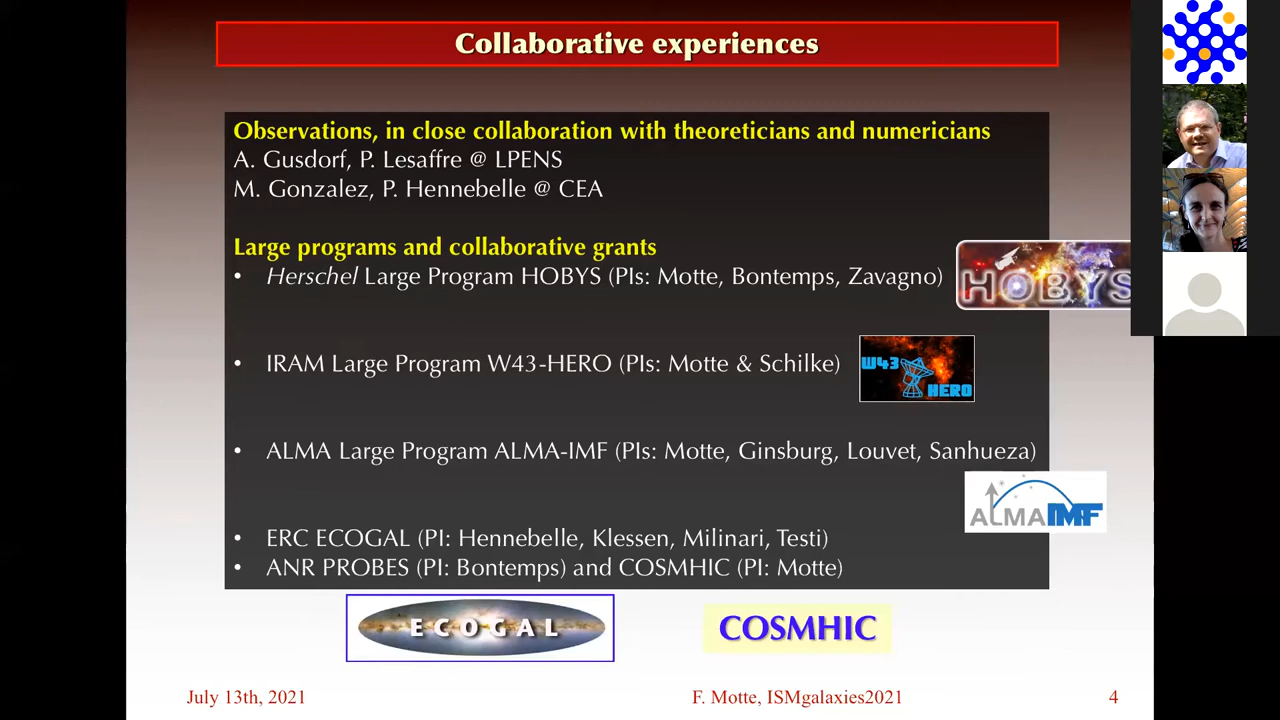 Collaborative experiences
Observations, in close collaboration with theoreticians and numericians
A. Gusdorf, P. Lesaffre @ LPENS
M. Gonzalez, P. Hennebelle @ CEA
Large programs and collaborative grants
• Herschel Large Program HOBYS (PIs: Motte, Bontemps, Zavagno)
HOBYS
• IRAM Large Program W43-HERO (PIs: Motte & Schilke)
W43
HERO
• ALMA Large Program ALMA-IMF (PIs: Motte, Ginsburg, Louvet, Sanhueza)
ALMAIMF
• ERC ECOGAL (PI: Hennebelle, Klessen, Milinari, Testi)
• ANR PROBES (PI: Bontemps) and COSMHIC (PI: Motte)
ECOGAL
COSMHIC
July 13th, 2021
F. Motte, ISMgalaxies2021
4